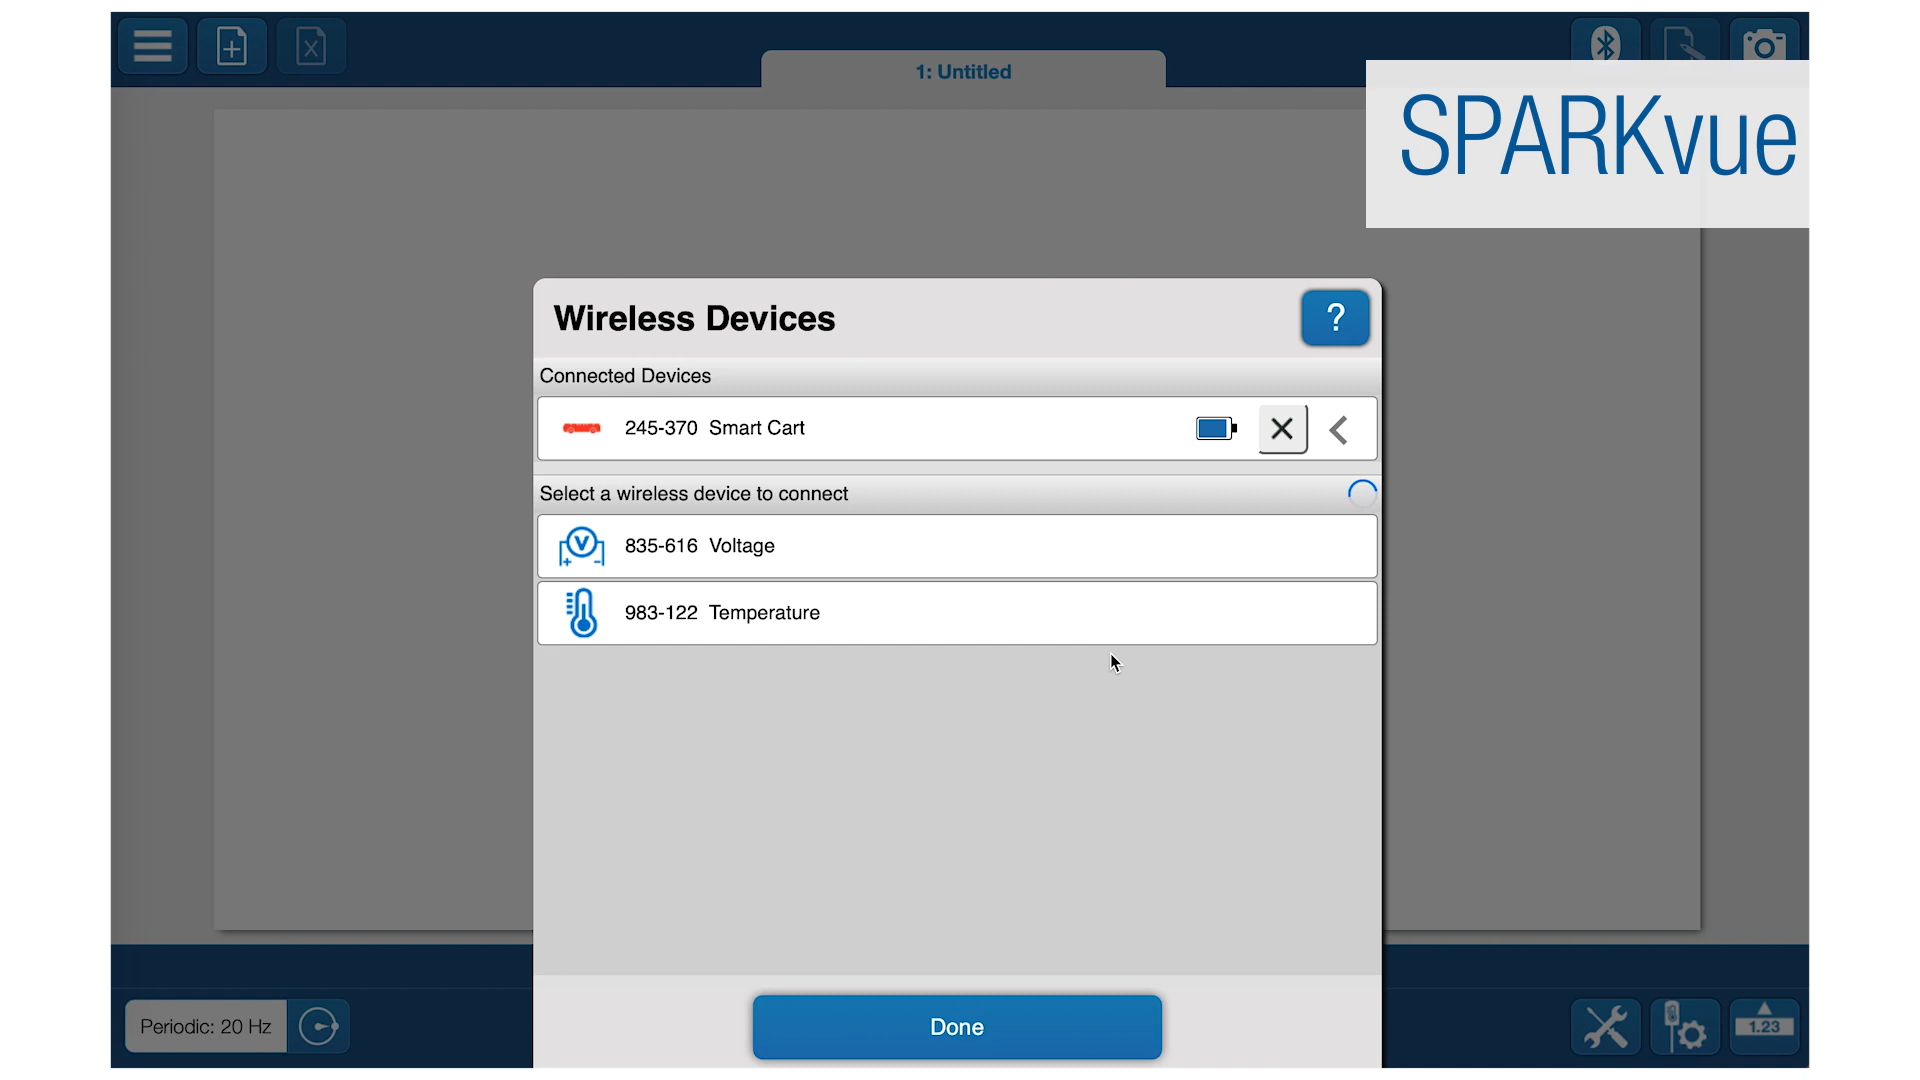 1: Untitled
SPARKvue
Wireless Devices
?
Connected Devices
245-370 Smart Cart
Select a wireless device to connect
V
+ -
835-616 Voltage
983-122 Temperature
Periodic: 20 Hz
Done
1.23